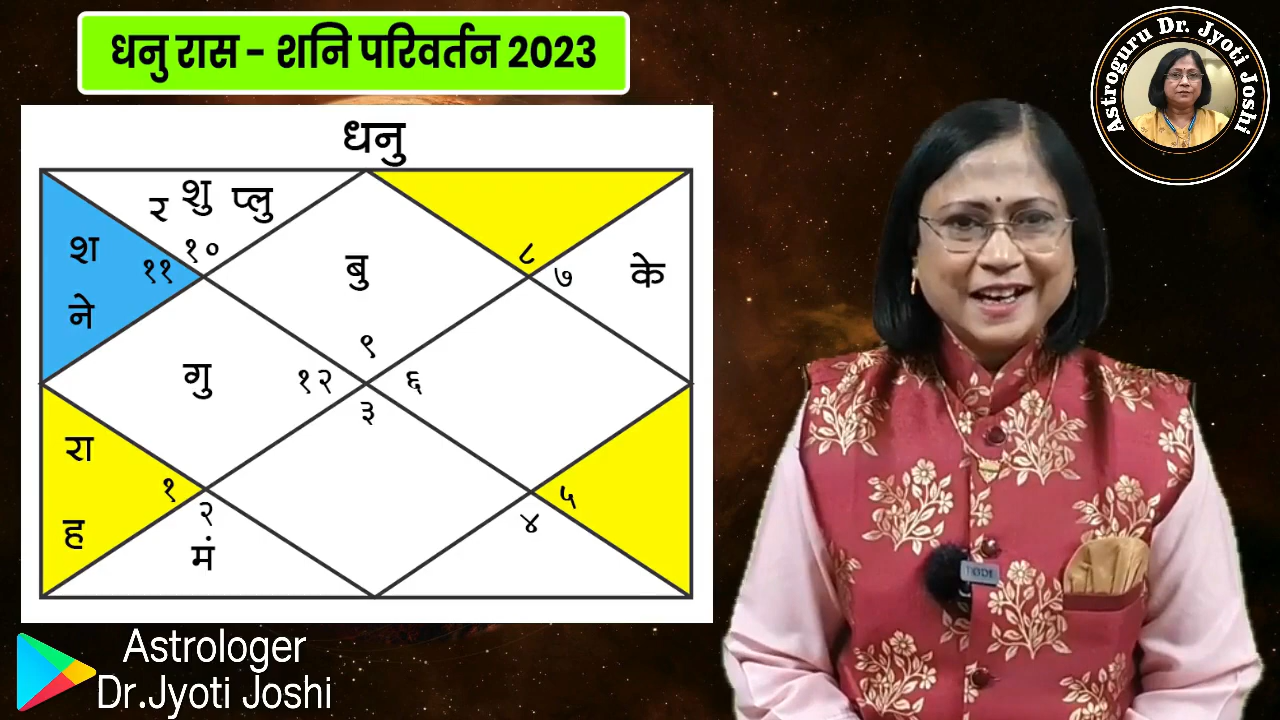 धनु रास - शनि परिवर्तन 2023
Astroguru Dr. Jyoti Joshi
धनु
र शु प्लु
१०
श
११
ने
बु
९
८
७
के
गु
१२
६
३
रा
१
ह
२
मं
५
४
Astrologer
Dr.Jyoti Joshi